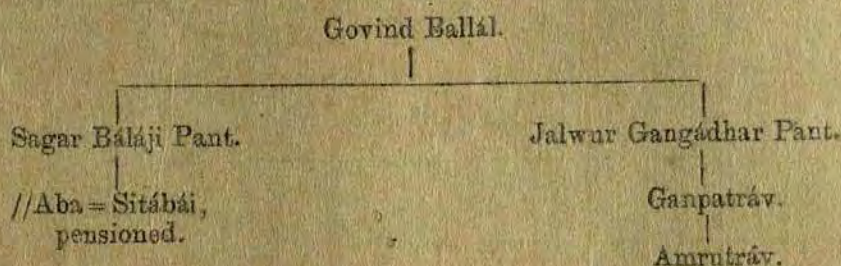 Govind Ballál.
Sagar Báláji Pant. Jalwur Gangádhar Pant.
//Aba = Sitábái, Ganpatráv.
pensioned.
Amrutráv.